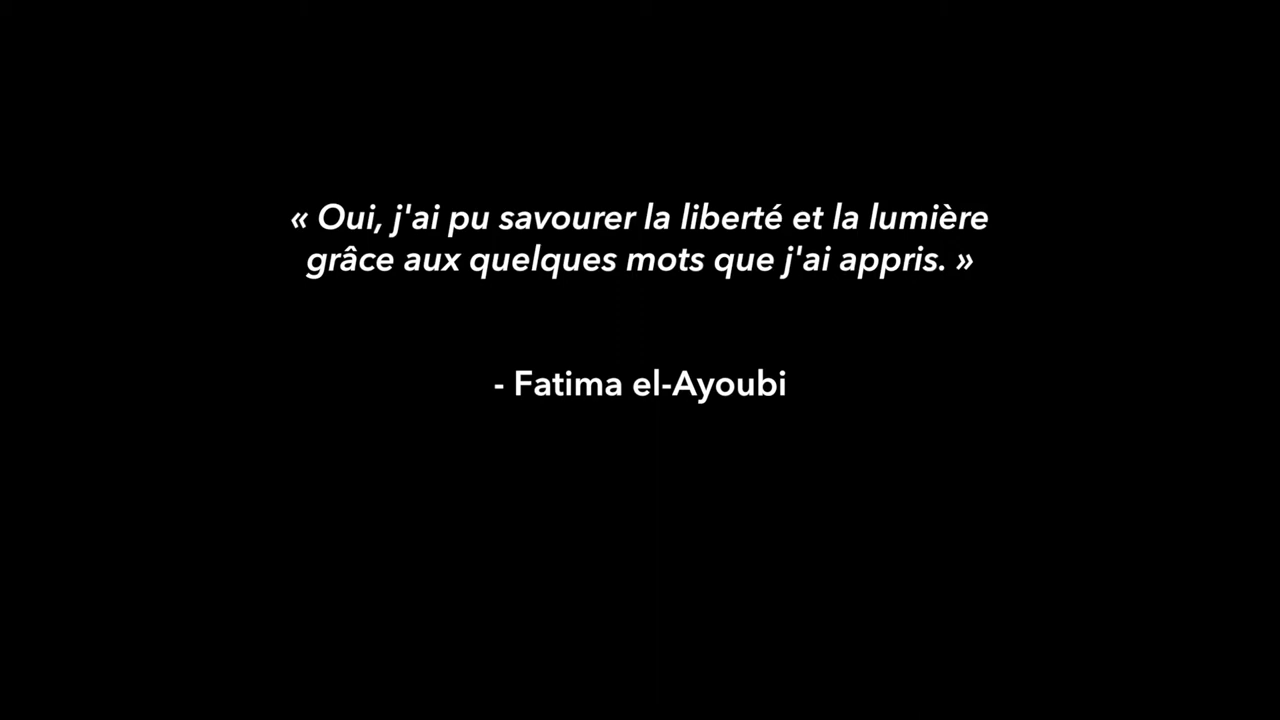 « Oui, j'ai pu savourer la liberté et la lumière
grâce aux quelques mots que j'ai appris. »
- Fatima el-Ayoubi